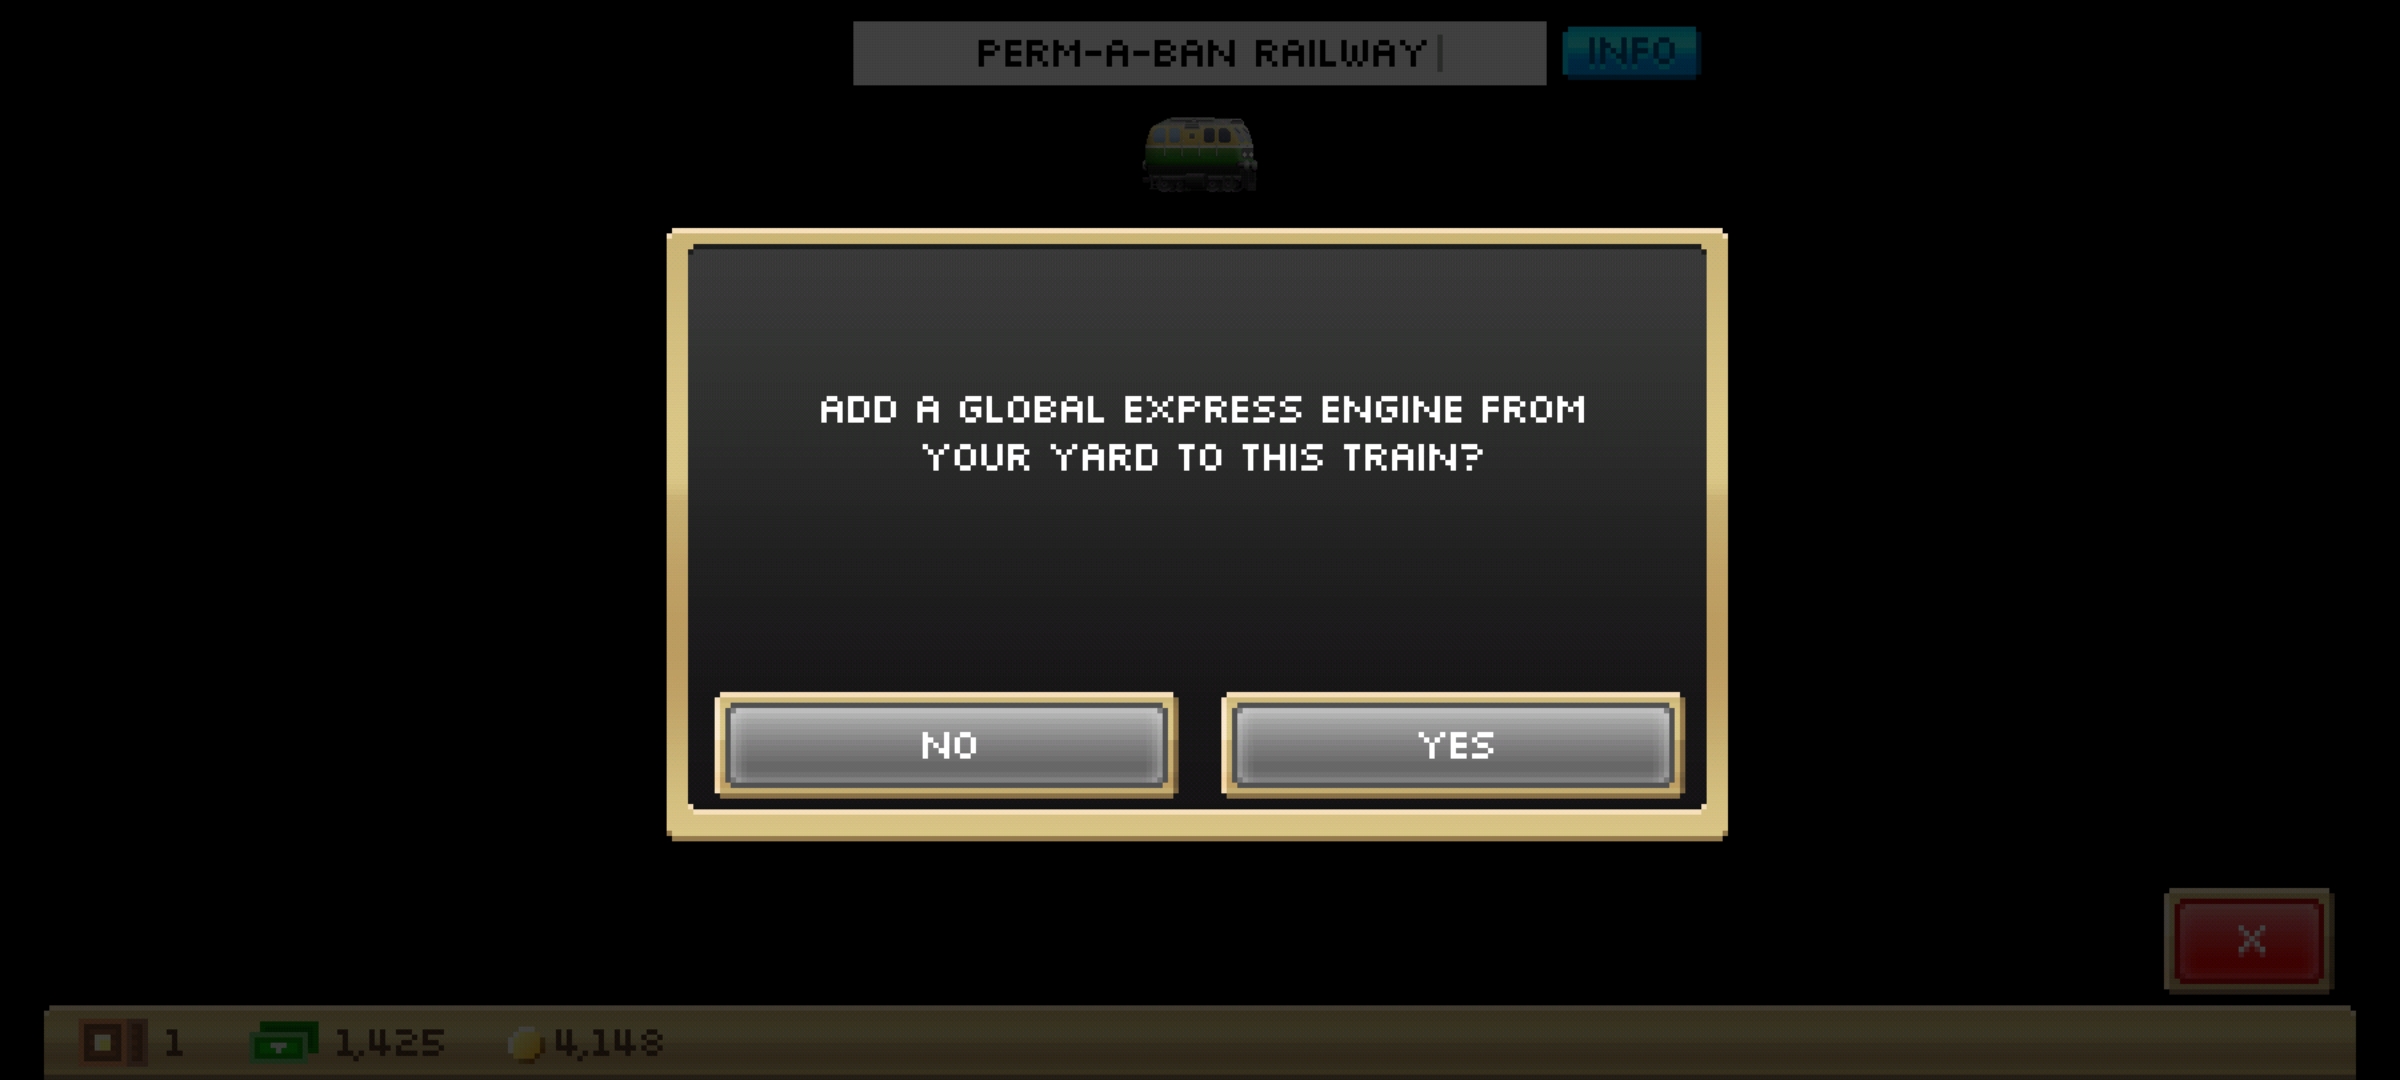 PERM-A-BAN RAILWAY
INFO
ADD A GLOBAL EXPRESS ENGINE FROM
YOUR YARD TO THIS TRAIN?
NO
YES
X
1
1,425
4,148